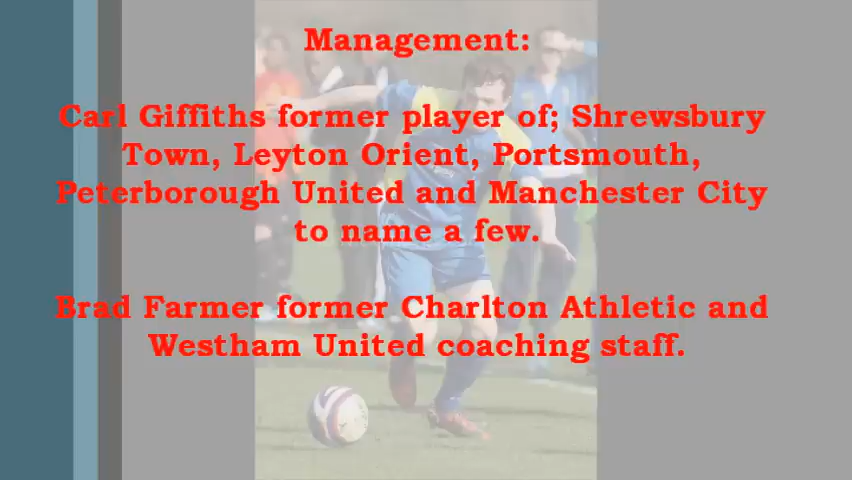 Management:
Carl Giffiths former player of; Shrewsbury
Town, Leyton Orient, Portsmouth,
Peterborough United and Manchester City
to name a few.
Brad Farmer former Charlton Athletic and
Westham United coaching staff.